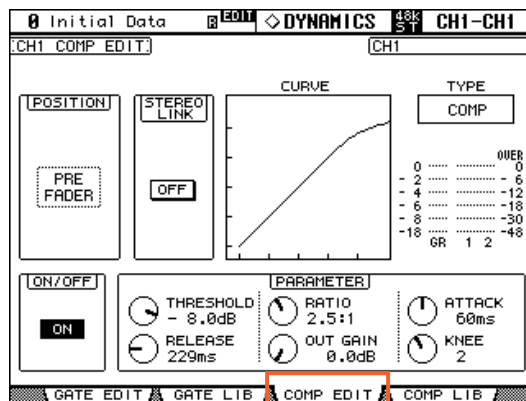 0 Initial Data EDIT DYNAMICS 48k ST CH1-CH1
CH1 COMP EDIT CH1
CURVE TYPE
POSITION STEREO LINK COMP
PRE FADER
OFF
OVER
0 0
- 2 - 6
- 4 -12
- 6 -18
- 8 -30
-18 -48
GR 1 2
ON/OFF PARAMETER
ON
THRESHOLD - 8.0dB
RATIO 2.5:1
ATTACK 60ms
RELEASE 229ms
OUT GAIN 0.0dB
KNEE 2
GATE EDIT GATE LIB COMP EDIT COMP LIB